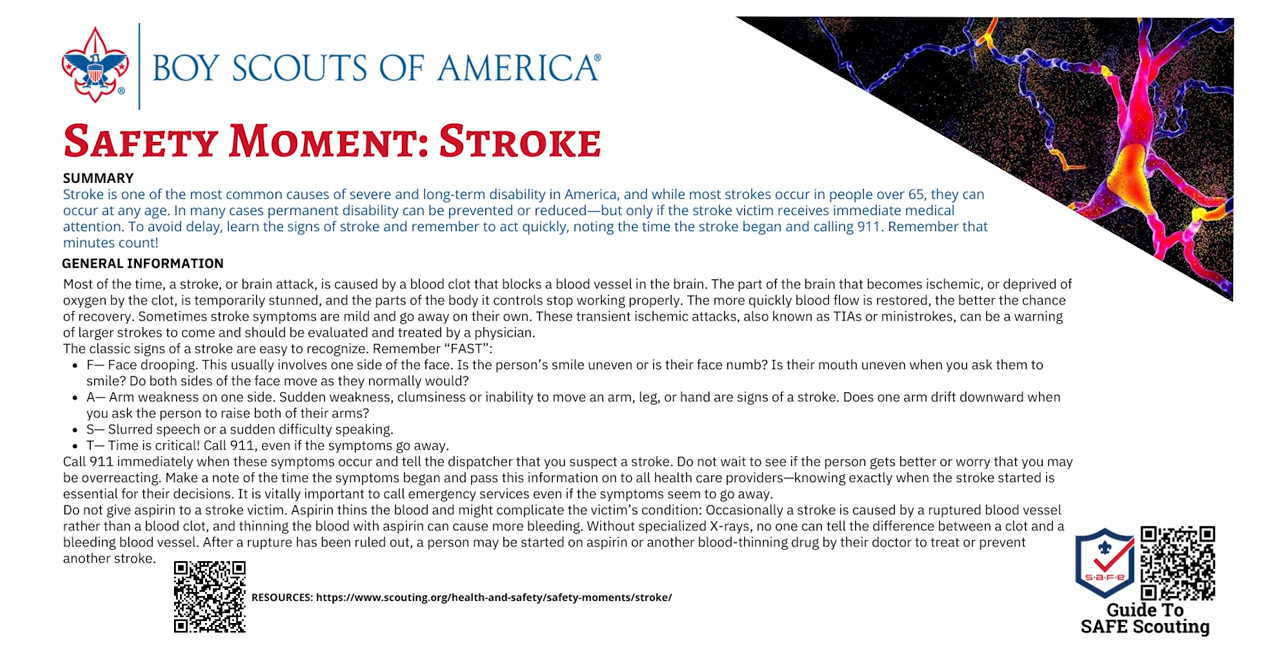 BOY SCOUTS OF AMERICA®
SAFETY MOMENT: STROKE
SUMMARY
Stroke is one of the most common causes of severe and long-term disability in America, and while most strokes occur in people over 65, they can
occur at any age. In many cases permanent disability can be prevented or reduced—but only if the stroke victim receives immediate medical
attention. To avoid delay, learn the signs of stroke and remember to act quickly, noting the time the stroke began and calling 911. Remember that
minutes count!
GENERAL INFORMATION
Most of the time, a stroke, or brain attack, is caused by a blood clot that blocks a blood vessel in the brain. The part of the brain that becomes ischemic, or deprived of
oxygen by the clot, is temporarily stunned, and the parts of the body it controls stop working properly. The more quickly blood flow is restored, the better the chance
of recovery. Sometimes stroke symptoms are mild and go away on their own. These transient ischemic attacks, also known as TIAs or ministrokes, can be a warning
of larger strokes to come and should be evaluated and treated by a physician.
The classic signs of a stroke are easy to recognize. Remember “FAST”:
• F— Face drooping. This usually involves one side of the face. Is the person’s smile uneven or is their face numb? Is their mouth uneven when you ask them to
smile? Do both sides of the face move as they normally would?
• A— Arm weakness on one side. Sudden weakness, clumsiness or inability to move an arm, leg, or hand are signs of a stroke. Does one arm drift downward when
you ask the person to raise both of their arms?
• S— Slurred speech or a sudden difficulty speaking.
• T— Time is critical! Call 911, even if the symptoms go away.
Call 911 immediately when these symptoms occur and tell the dispatcher that you suspect a stroke. Do not wait to see if the person gets better or worry that you may
be overreacting. Make a note of the time the symptoms began and pass this information on to all health care providers—knowing exactly when the stroke started is
essential for their decisions. It is vitally important to call emergency services even if the symptoms seem to go away.
Do not give aspirin to a stroke victim. Aspirin thins the blood and might complicate the victim’s condition: Occasionally a stroke is caused by a ruptured blood vessel
rather than a blood clot, and thinning the blood with aspirin can cause more bleeding. Without specialized X-rays, no one can tell the difference between a clot and a
bleeding blood vessel. After a rupture has been ruled out, a person may be started on aspirin or another blood-thinning drug by their doctor to treat or prevent
another stroke.
RESOURCES: https://www.scouting.org/health-and-safety/safety-moments/stroke/
s·a·f·e
Guide To
SAFE Scouting